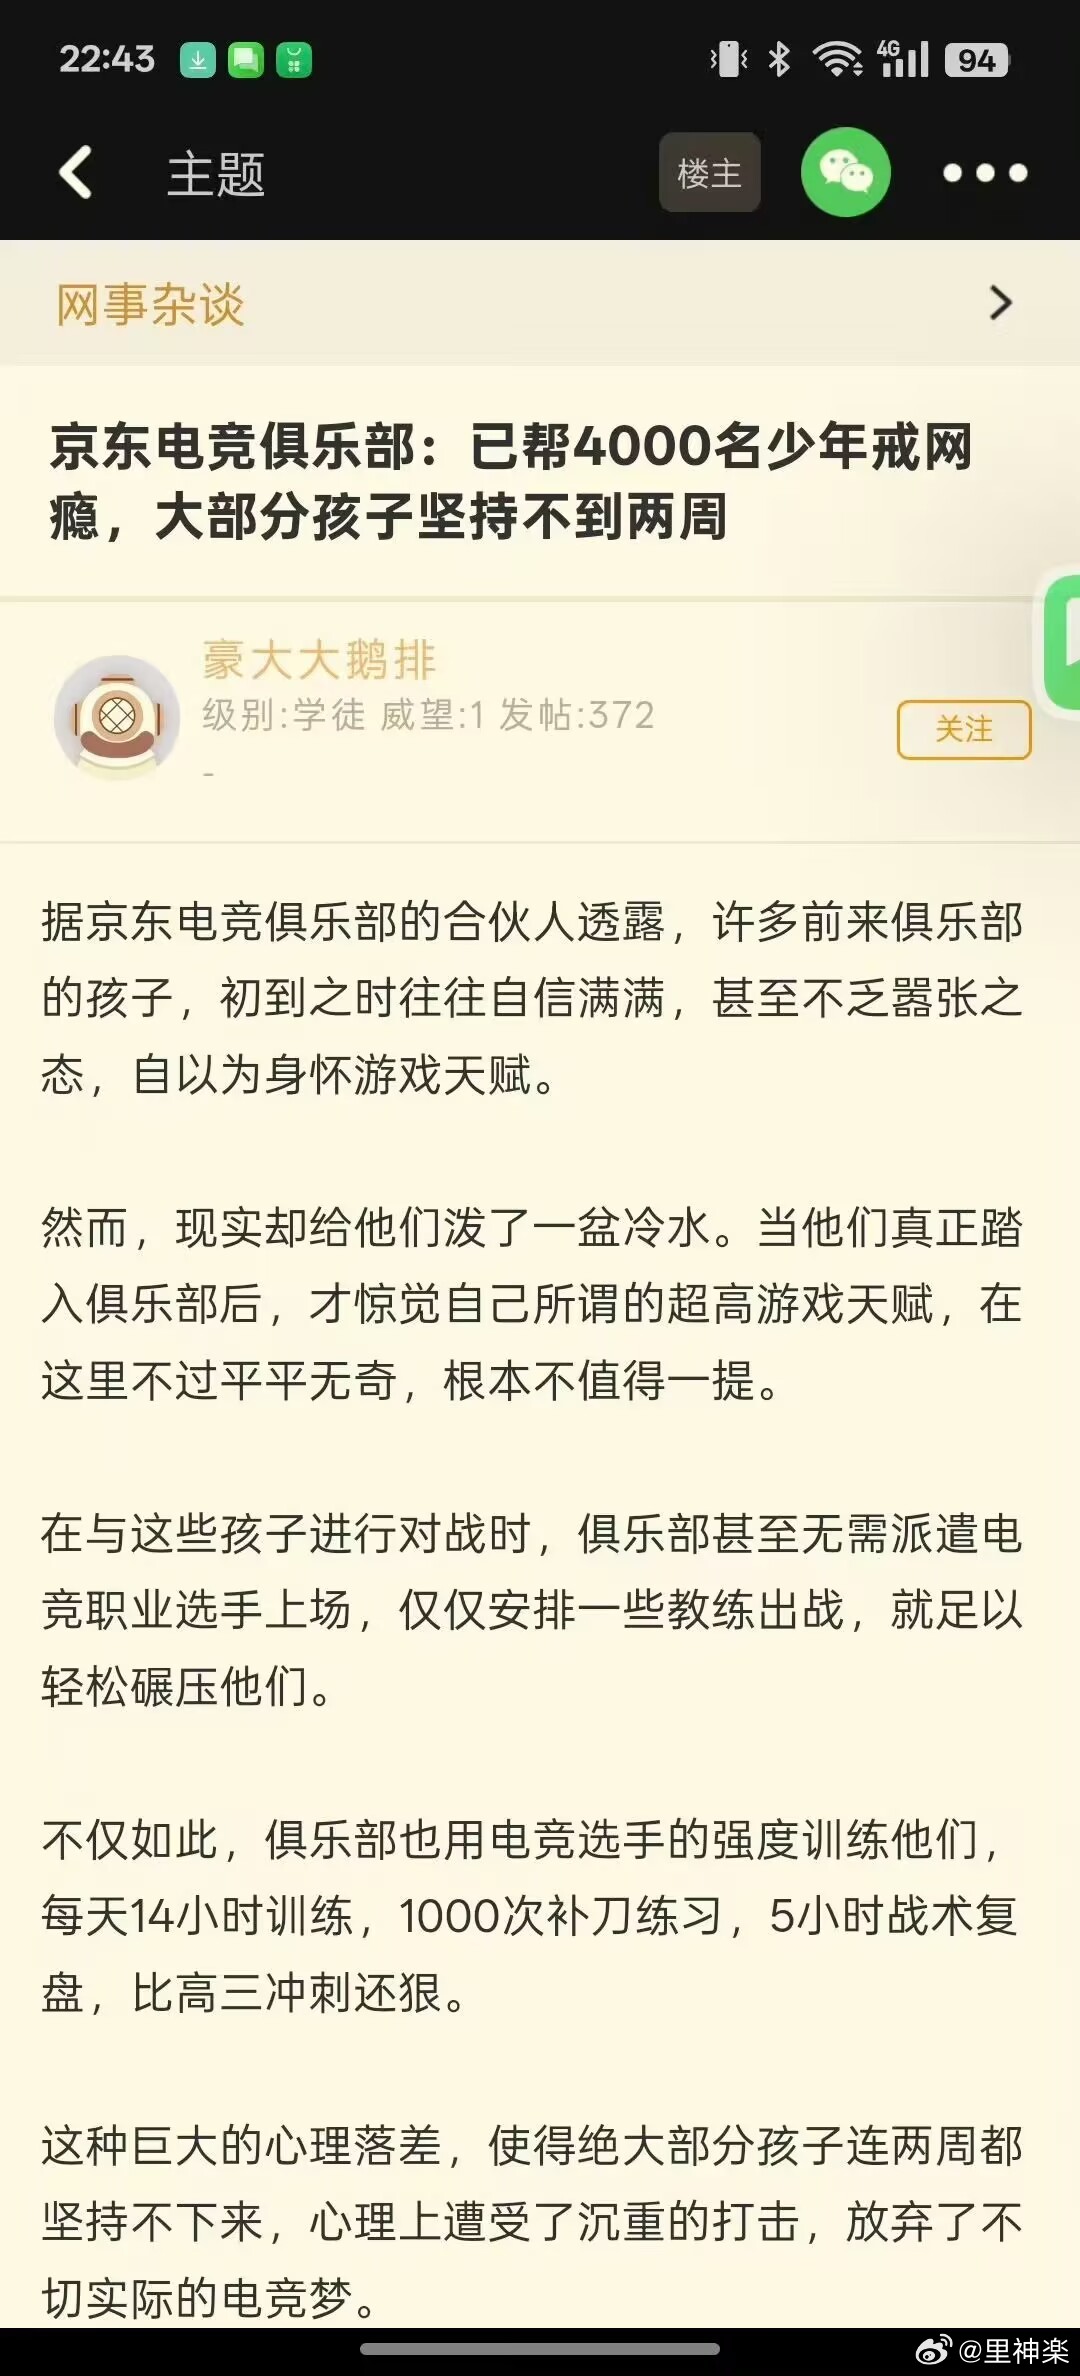 22:43
4G
94
主题
楼主
网事杂谈
京东电竞俱乐部：已帮4000名少年戒网
瘾，大部分孩子坚持不到两周
豪大大鹅排
级别:学徒 威望:1 发帖:372
-
关注
据京东电竞俱乐部的合伙人透露，许多前来俱乐部
的孩子，初到之时往往自信满满，甚至不乏嚣张之
态，自以为身怀游戏天赋。
然而，现实却给他们泼了一盆冷水。当他们真正踏
入俱乐部后，才惊觉自己所谓的超高游戏天赋，在
这里不过平平无奇，根本不值得一提。
在与这些孩子进行对战时，俱乐部甚至无需派遣电
竞职业选手上场，仅仅安排一些教练出战，就足以
轻松碾压他们。
不仅如此，俱乐部也用电竞选手的强度训练他们，
每天14小时训练，1000次补刀练习，5小时战术复
盘，比高三冲刺还狠。
这种巨大的心理落差，使得绝大部分孩子连两周都
坚持不下来，心理上遭受了沉重的打击，放弃了不
切实际的电竞梦。
@里神楽